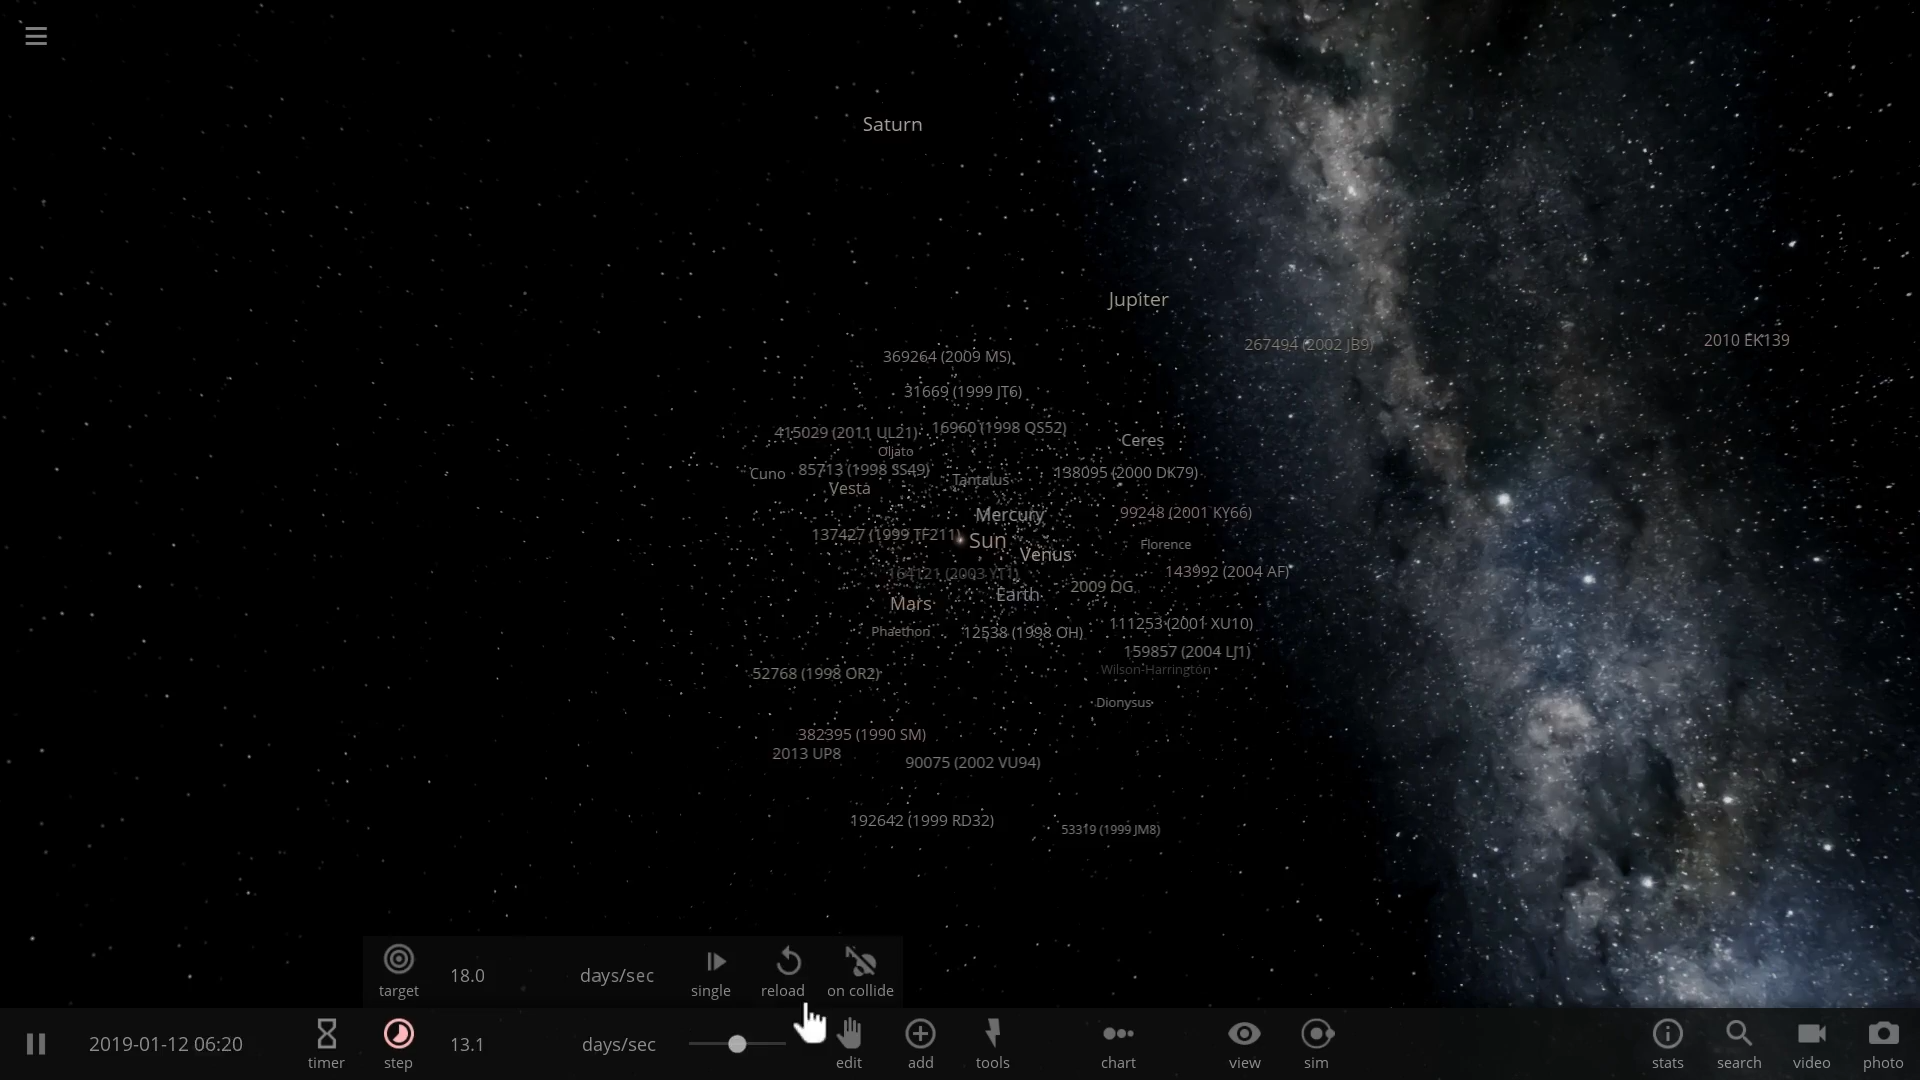 Saturn
Jupiter
267494 (2002 JB9)
2010 EK139
369264 (2009 MS)
31669 (1999 JT6)
415029 (2011 UL21)
16960 (1998 QS52)
Ceres
Oljato
Cuno
85713 (1998 SS49)
Tantalus
138095 (2000 DK79)
Vesta
Mercury
99248 (2001 KY66)
137427 (1999 TF211)
Sun
Venus
Florence
164121 (2003 YT1)
143992 (2004 AF)
2009 QG
Earth
Mars
111253 (2001 XU10)
Phaethon
12538 (1998 OH)
159857 (2004 LJ1)
Wilson-Harrington
52768 (1998 OR2)
Dionysus
382395 (1990 SM)
2013 UP8
90075 (2002 VU94)
192642 (1999 RD32)
53319 (1999 JM8)
target 18.0 days/sec single reload on collide
2019-01-12 06:20 timer step 13.1 days/sec edit add tools chart view sim stats search video photo